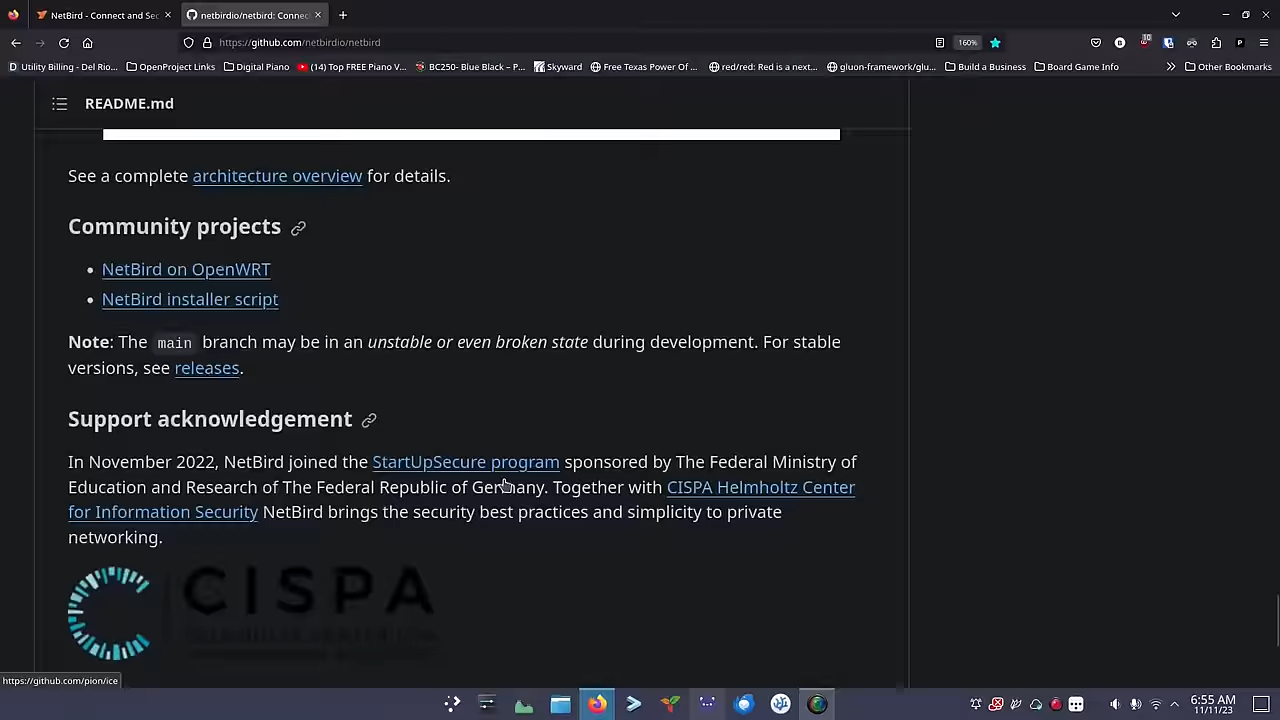 NetBird - Connect and Sec
netbirdio/netbird: Connec
https://github.com/netbirdio/netbird
160%
10
Utility Billing - Del Rio...
OpenProject Links
Digital Piano
(14) Top FREE Piano V...
BC250- Blue Black – P...
Skyward
Free Texas Power Of ...
red/red: Red is a next...
gluon-framework/glu...
Build a Business
Board Game Info
Other Bookmarks
README.md
See a complete architecture overview for details.
Community projects
NetBird on OpenWRT
NetBird installer script
Note: The main branch may be in an unstable or even broken state during development. For stable
versions, see releases.
Support acknowledgement
In November 2022, NetBird joined the StartUpSecure program sponsored by The Federal Ministry of
Education and Research of The Federal Republic of Germany. Together with CISPA Helmholtz Center
for Information Security NetBird brings the security best practices and simplicity to private
networking.
CISPA
https://github.com/pion/ice
6:55 AM
11/11/23